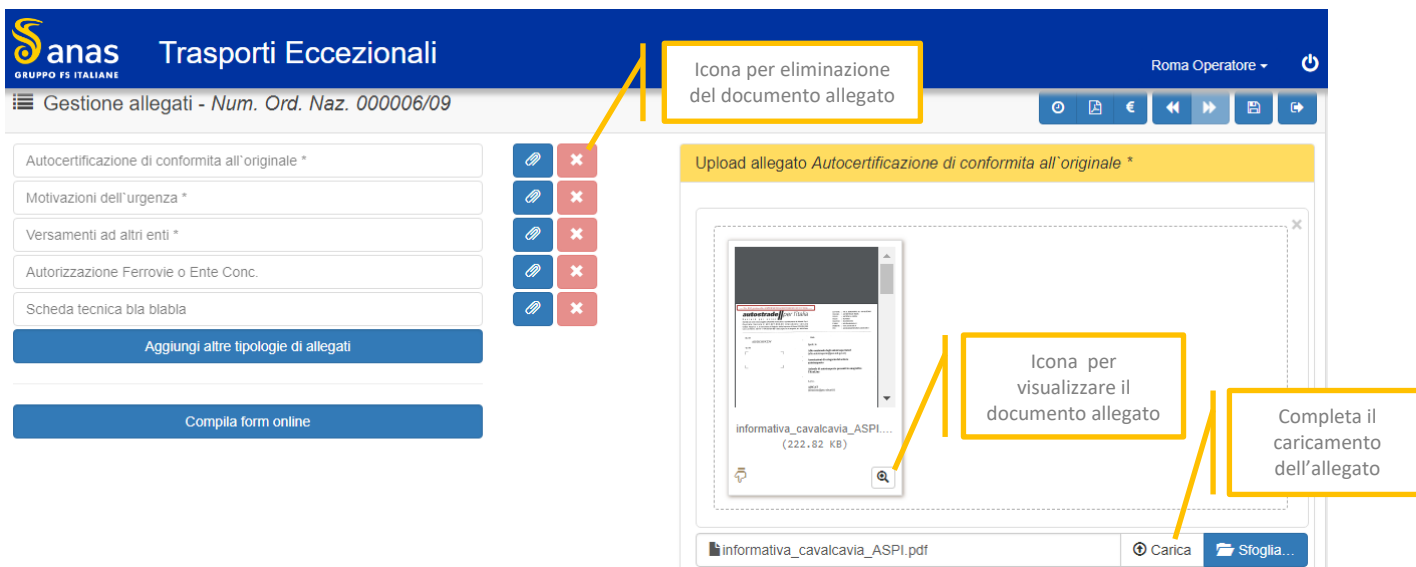 anas
GRUPPO FS ITALIANE
Trasporti Eccezionali
Icona per eliminazione
del documento allegato
Roma Operatore
Gestione allegati - Num. Ord. Naz. 000006/09
€
Autocertificazione di conformita all`originale *
Motivazioni dell`urgenza *
Versamenti ad altri enti *
Autorizzazione Ferrovie o Ente Conc.
Scheda tecnica bla blabla
Aggiungi altre tipologie di allegati
Compila form online
Upload allegato Autocertificazione di conformita all`originale *
autostrade per l'italia
informativa_cavalcavia_ASPI....
(222.82 KB)
Icona per
visualizzare il
documento allegato
Completa il
caricamento
dell’allegato
informativa_cavalcavia_ASPI.pdf
Carica
Sfoglia...